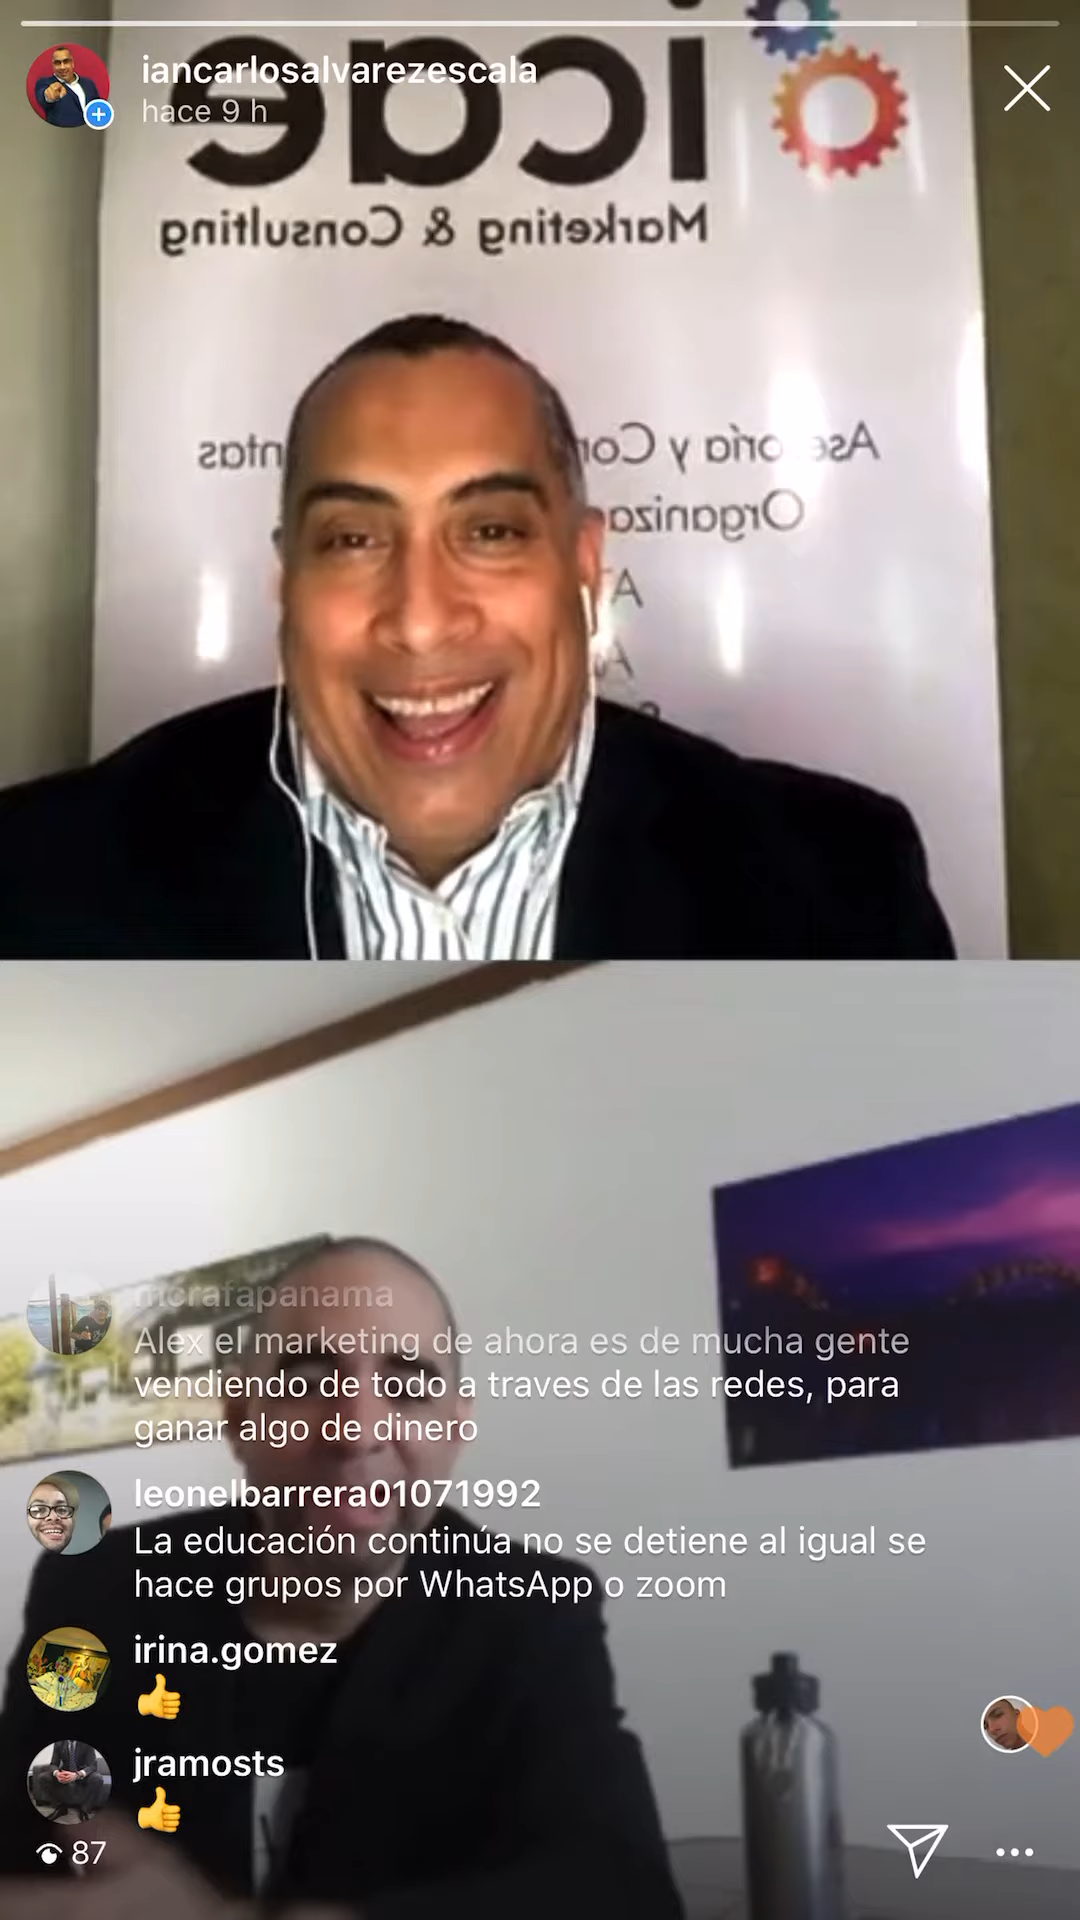 iancarlosalvarezescala
hace 9 h
icae
Marketing & Consulting
Organiza
mcrafapanama
Alex el marketing de ahora es de mucha gente
vendiendo de todo a traves de las redes, para
ganar algo de dinero
leonelbarrera01071992
La educación continúa no se detiene al igual se
hace grupos por WhatsApp o zoom
irina.gomez
👍
jramosts
👍
87